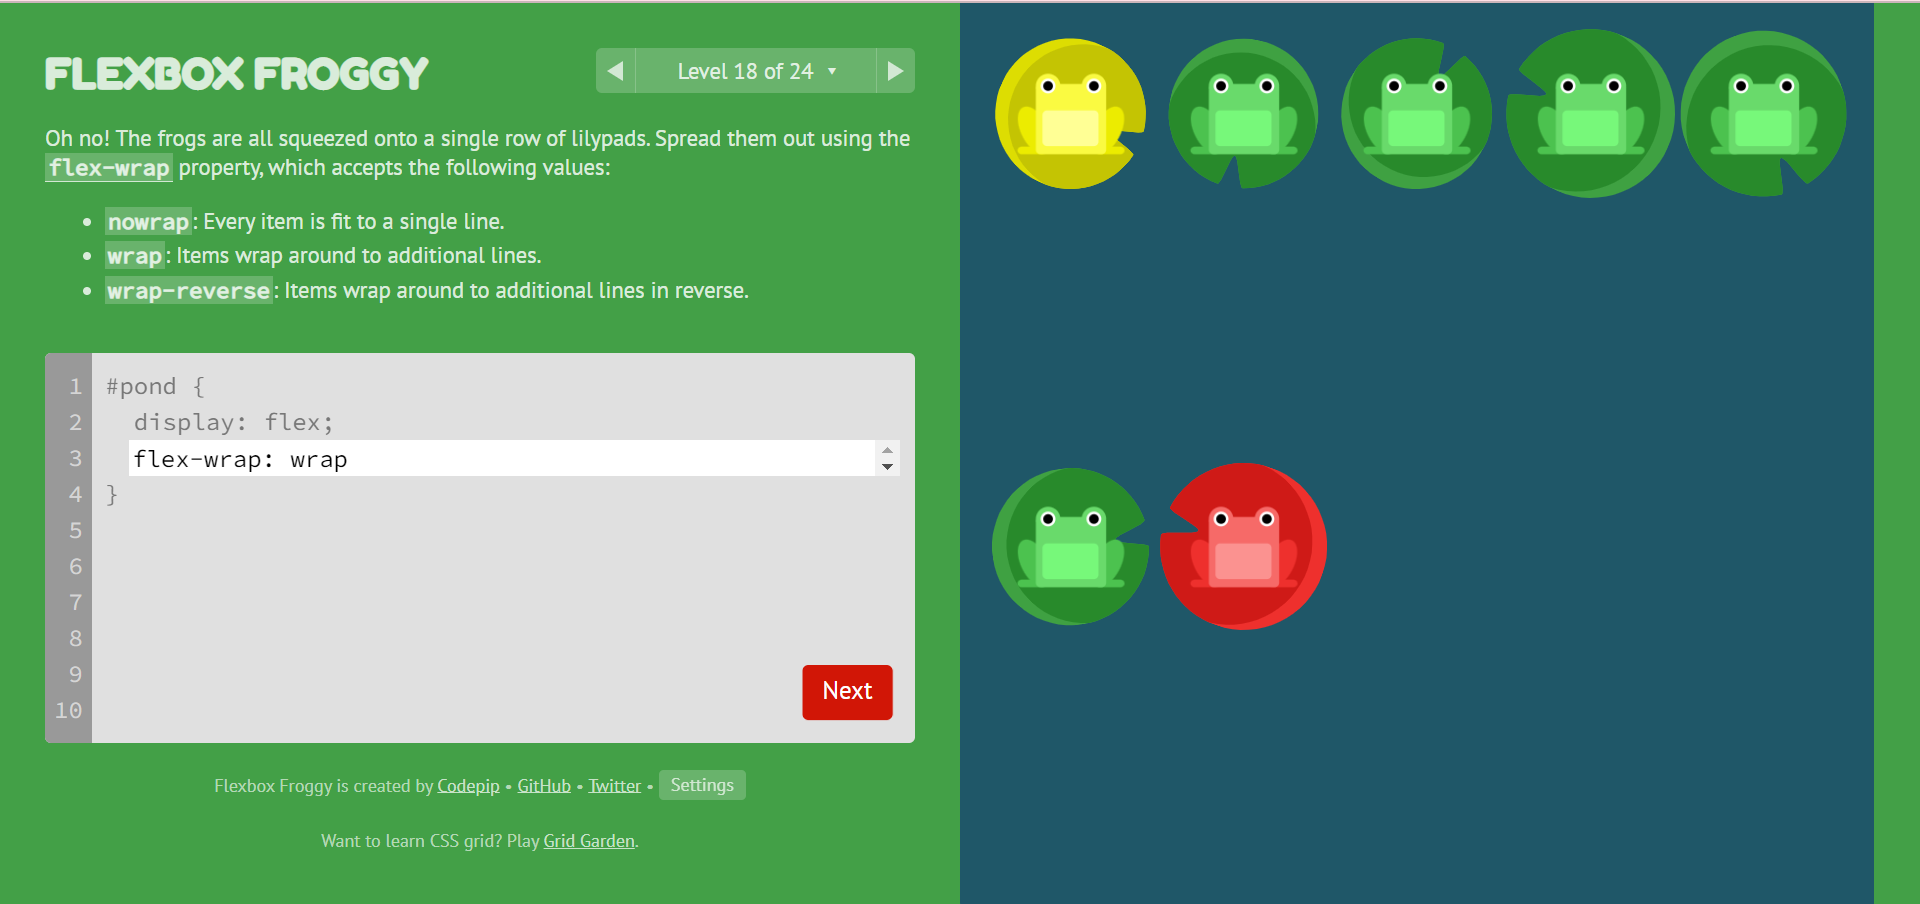 FLEXBOX FROGGY
Level 18 of 24
Oh no! The frogs are all squeezed onto a single row of lilypads. Spread them out using the
flex-wrap property, which accepts the following values:
nowrap: Every item is fit to a single line.
wrap: Items wrap around to additional lines.
wrap-reverse: Items wrap around to additional lines in reverse.
1 #pond {
2 display: flex;
3 flex-wrap: wrap
4 }
5
6
7
8
9
10
Next
Flexbox Froggy is created by Codepip • GitHub • Twitter • Settings
Want to learn CSS grid? Play Grid Garden.